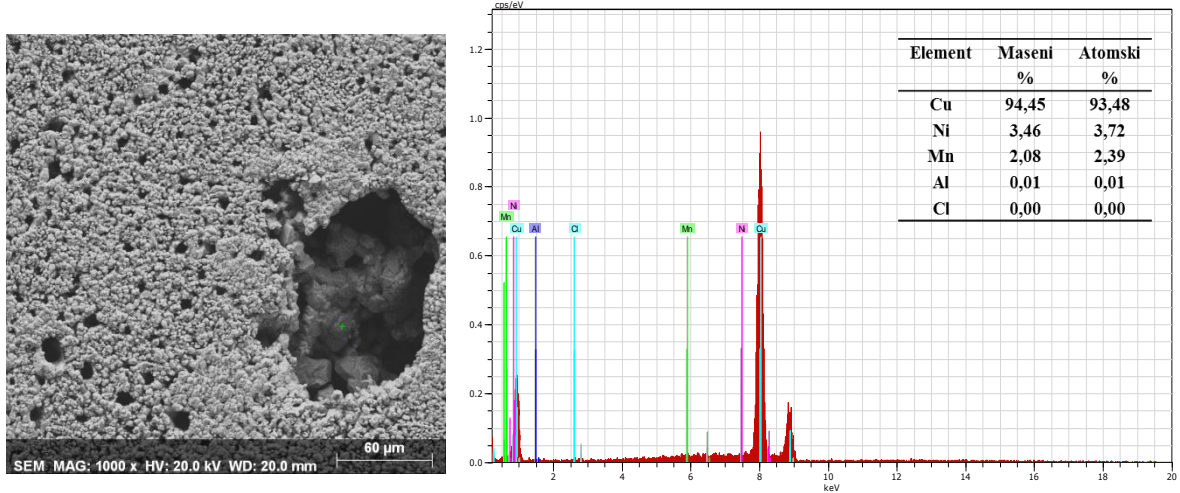 SEM MAG: 1000 x HV: 20.0 kV WD: 20.0 mm
60 µm
cps/eV
1.2
1.0
0.8
0.6
0.4
0.2
0.0
Ni
Mn
Cu
Al
Cl
Mn
Ni
Cu
2
4
6
8
10
12
14
16
18
20
keV
Element Maseni % Atomski %
Cu 94,45 93,48
Ni 3,46 3,72
Mn 2,08 2,39
Al 0,01 0,01
Cl 0,00 0,00